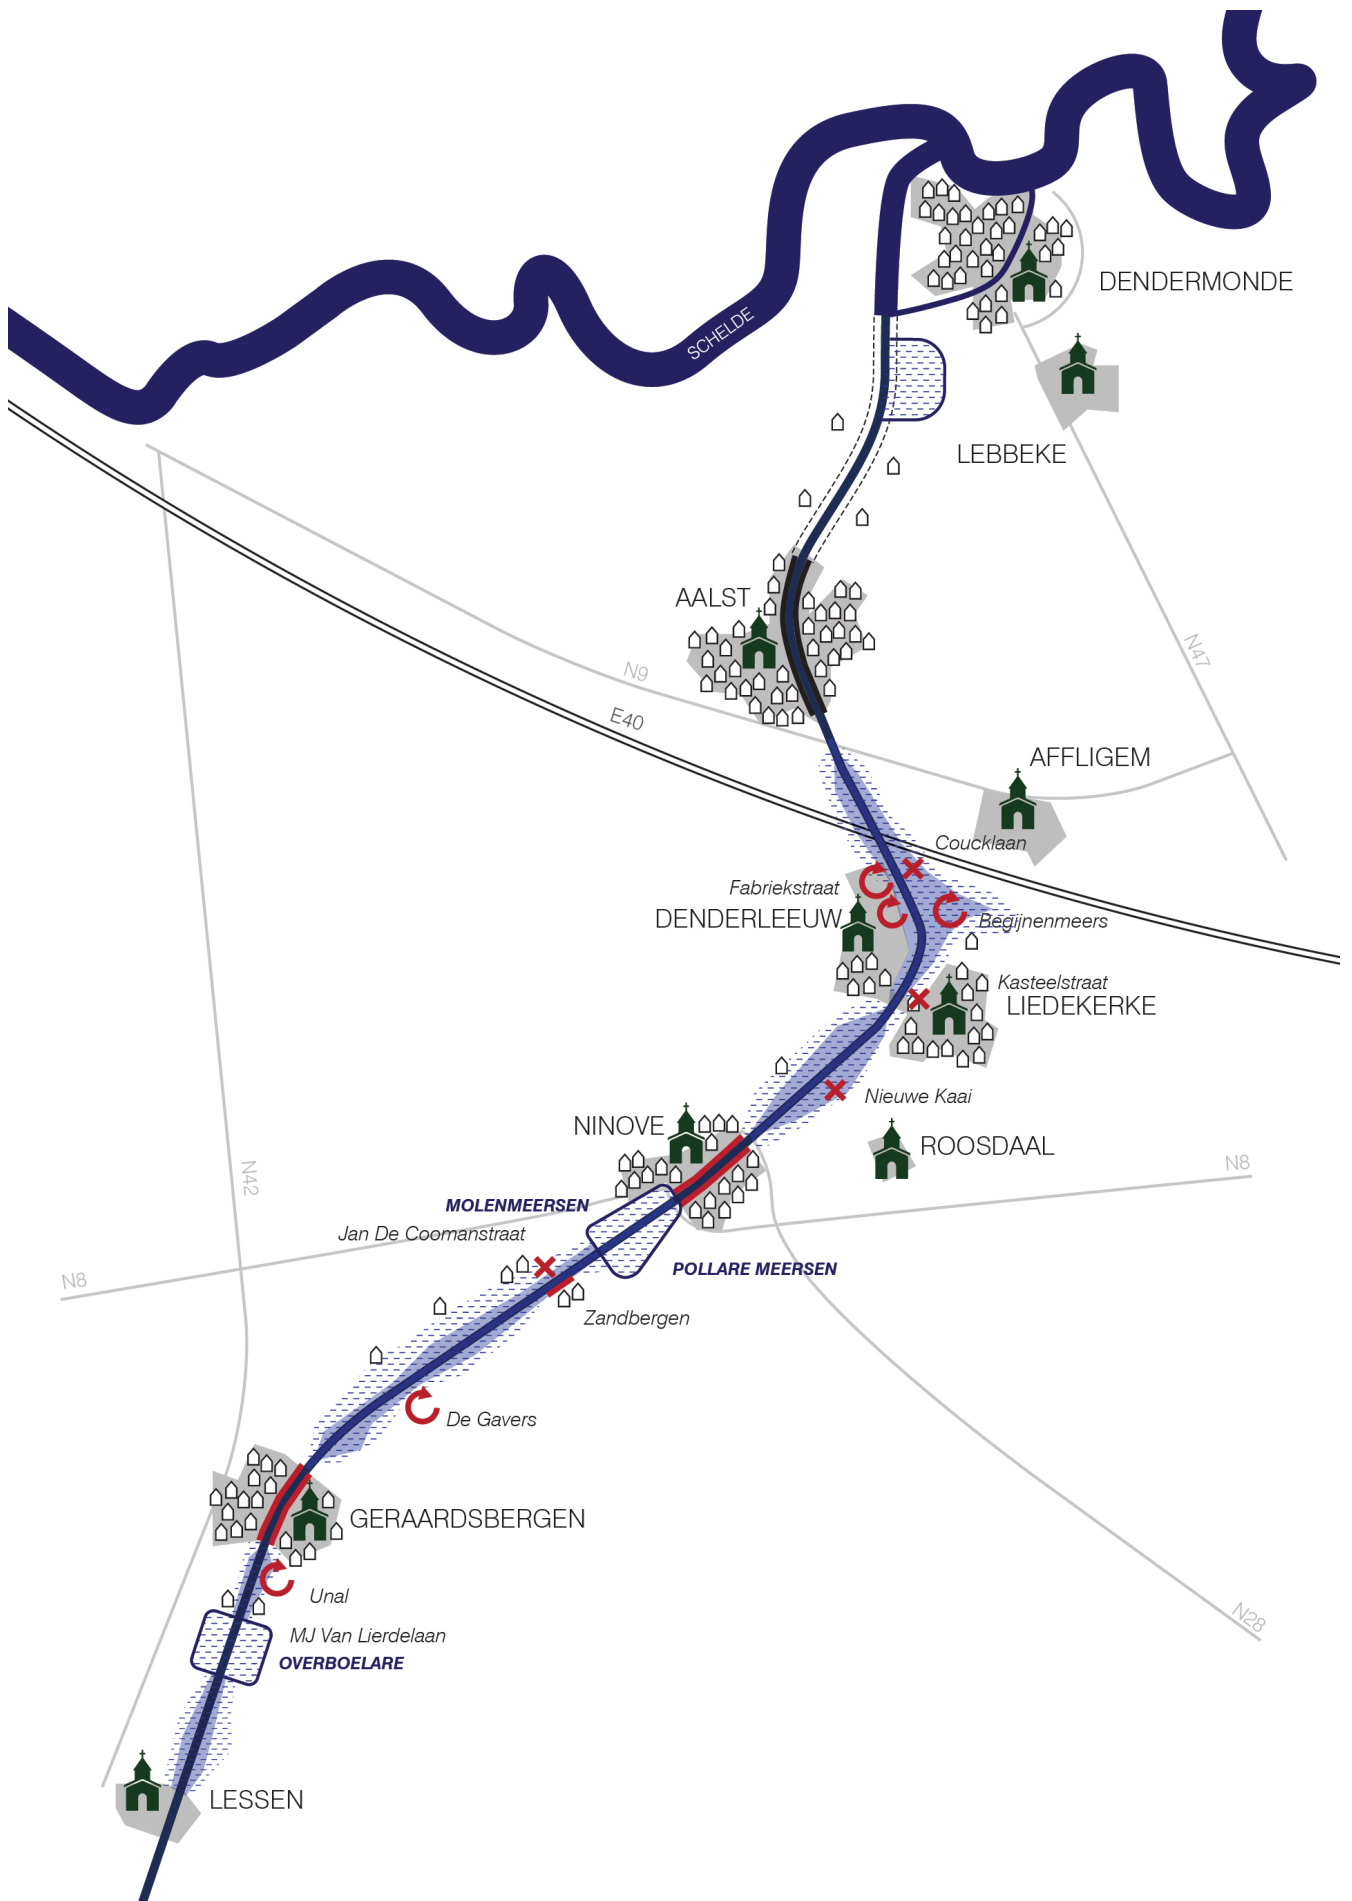 DENDERMONDE
SCHELDE
LEBBEKE
AALST
N47
N9
E40
AFFLIGEM
Coucklaan
Fabriekstraat
DENDERLEEUW
Begijnenmeers
Kasteelstraat
LIEDEKERKE
Nieuwe Kaai
NINOVE
ROOSDAAL
N8
N42
MOLENMEERSEN
Jan De Coomanstraat
POLLARE MEERSEN
N8
Zandbergen
De Gavers
GERAARDSBERGEN
Unal
N28
MJ Van Lierdelaan
OVERBOELARE
LESSEN